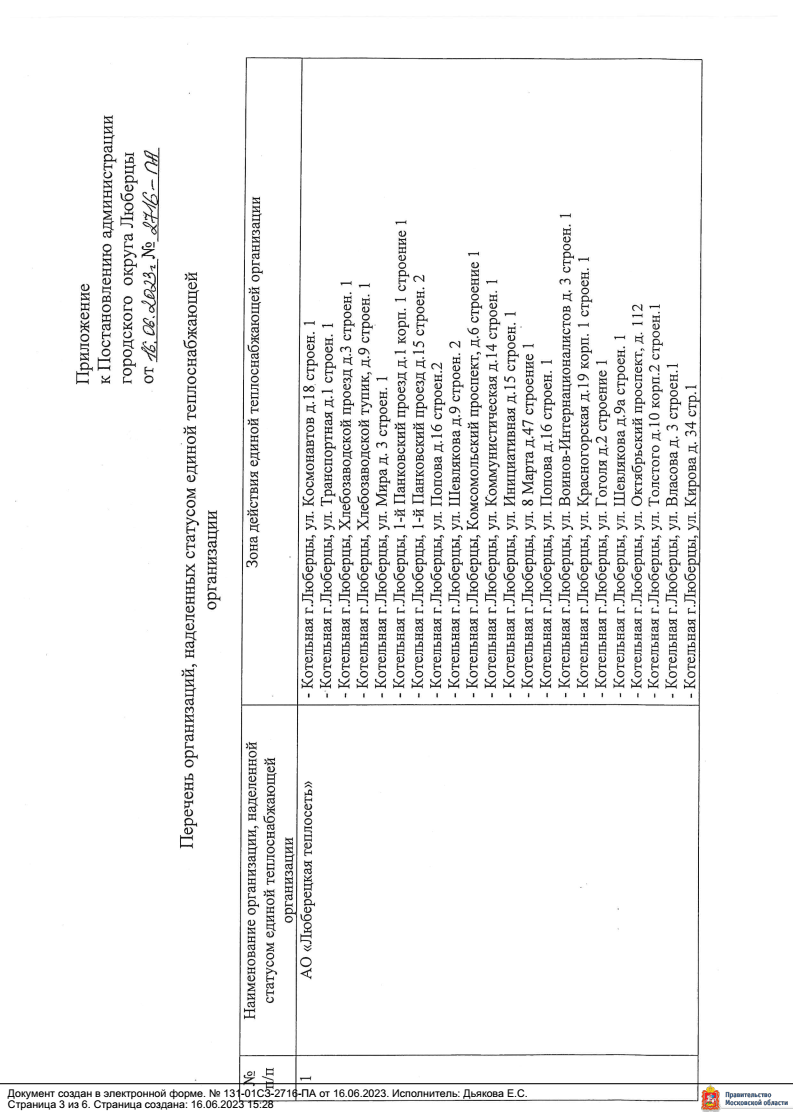 Приложение
к Постановлению администрации
городского округа Люберцы
от 16.06.2023г № 2716-ПА
Перечень организаций, наделенных статусом единой теплоснабжающей
организации
№
п/п
Наименование организации, наделенной
статусом единой теплоснабжающей
организации
Зона действия единой теплоснабжающей организации
1
АО «Люберецкая теплосеть»
- Котельная г.Люберцы, ул. Космонавтов д.18 строен. 1
- Котельная г.Люберцы, ул. Транспортная д.1 строен. 1
- Котельная г.Люберцы, Хлебозаводской проезд д.3 строен. 1
- Котельная г.Люберцы, Хлебозаводской тупик, д.9 строен. 1
- Котельная г.Люберцы, ул. Мира д. 3 строен. 1
- Котельная г.Люберцы, 1-й Панковский проезд д.1 корп. 1 строение 1
- Котельная г.Люберцы, 1-й Панковский проезд д.15 строен. 2
- Котельная г.Люберцы, ул. Попова д.16 строен.2
- Котельная г.Люберцы, ул. Шевлякова д.9 строен. 2
- Котельная г.Люберцы, Комсомольский проспект, д.6 строение 1
- Котельная г.Люберцы, ул. Коммунистическая д.14 строен. 1
- Котельная г.Люберцы, ул. Инициативная д.15 строен. 1
- Котельная г.Люберцы, ул. 8 Марта д.47 строение 1
- Котельная г.Люберцы, ул. Попова д.16 строен. 1
- Котельная г.Люберцы, ул. Воинов-Интернационалистов д. 3 строен. 1
- Котельная г.Люберцы, ул. Красногорская д.19 корп. 1 строен. 1
- Котельная г.Люберцы, ул. Гоголя д.2 строение 1
- Котельная г.Люберцы, ул. Шевлякова д.9а строен. 1
- Котельная г.Люберцы, ул. Октябрьский проспект, д. 112
- Котельная г.Люберцы, ул. Толстого д.10 корп.2 строен.1
- Котельная г.Люберцы, ул. Власова д. 3 строен.1
- Котельная г.Люберцы, ул. Кирова д. 34 стр.1
Документ создан в электронной форме. № 131-01СЗ-2716-ПА от 16.06.2023. Исполнитель: Дьякова Е.С.
Страница 3 из 6. Страница создана: 16.06.2023 15:28
Правительство
Московской области